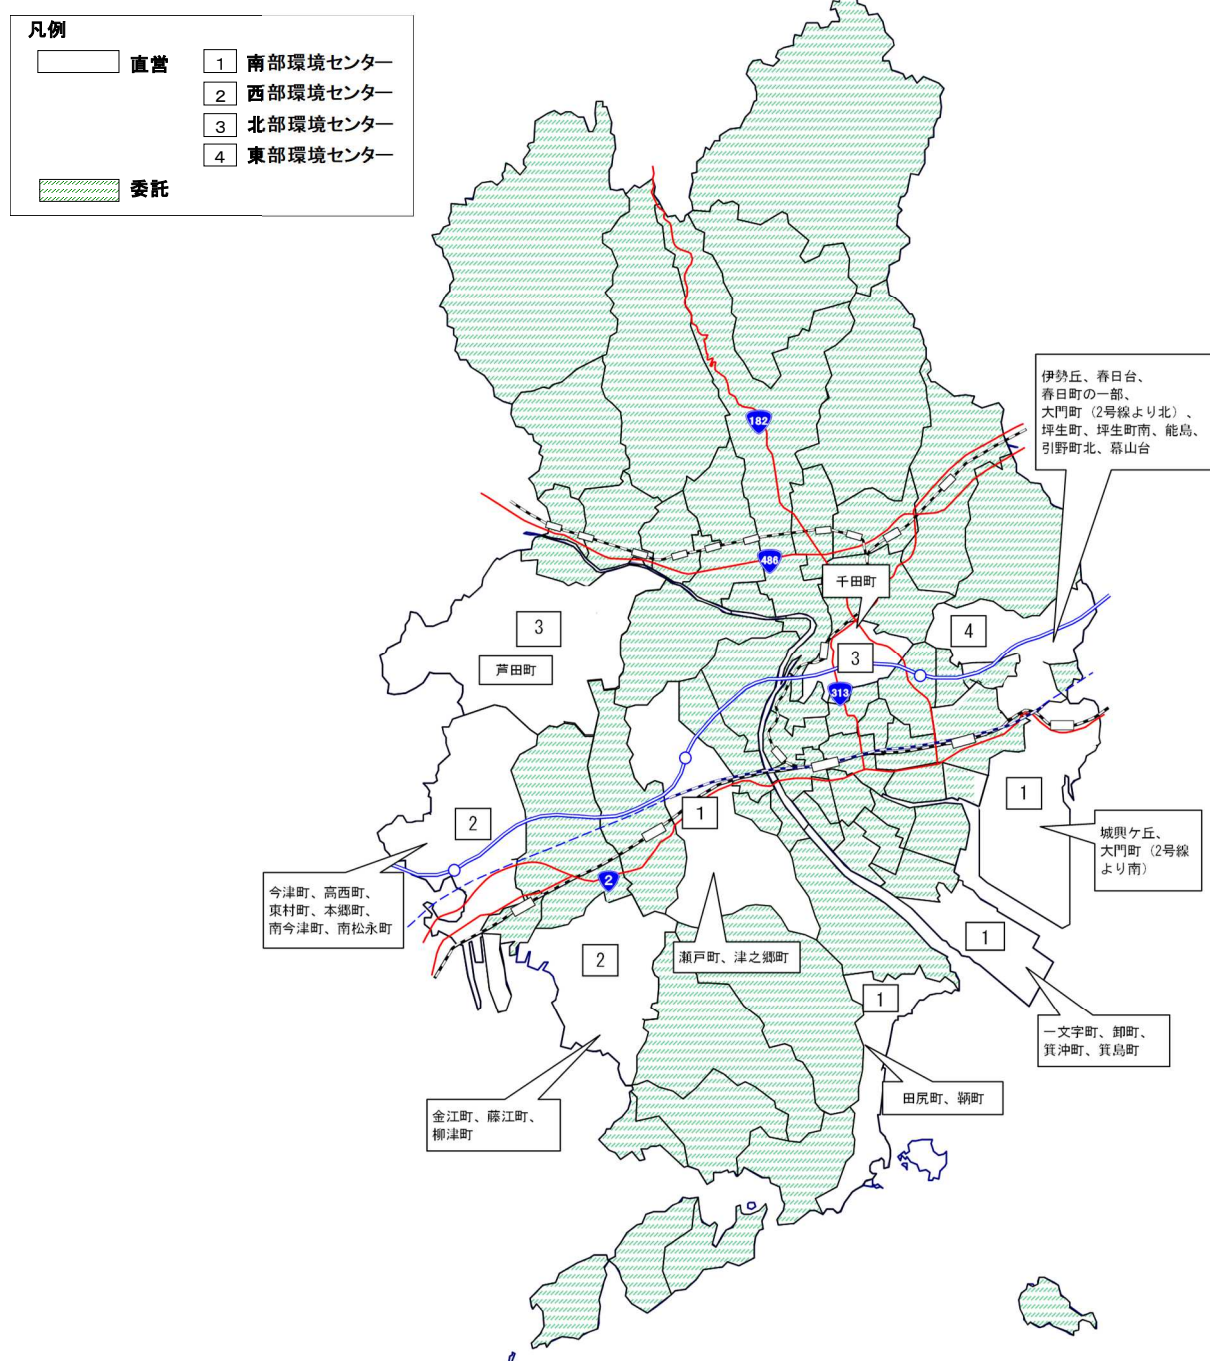 凡例
直営
1 南部環境センター
2 西部環境センター
3 北部環境センター
4 東部環境センター
委託
182
伊勢丘、春日台、
春日町の一部、
大門町（2号線より北）、
坪生町、坪生町南、能島、
引野町北、幕山台
486
千田町
3
芦田町
4
3
313
1
2
1
城興ケ丘、
大門町（2号線
より南）
今津町、高西町、
東村町、本郷町、
南今津町、南松永町
2
1
2
瀬戸町、津之郷町
1
一文字町、卸町、
箕沖町、箕島町
金江町、藤江町、
柳津町
田尻町、鞆町